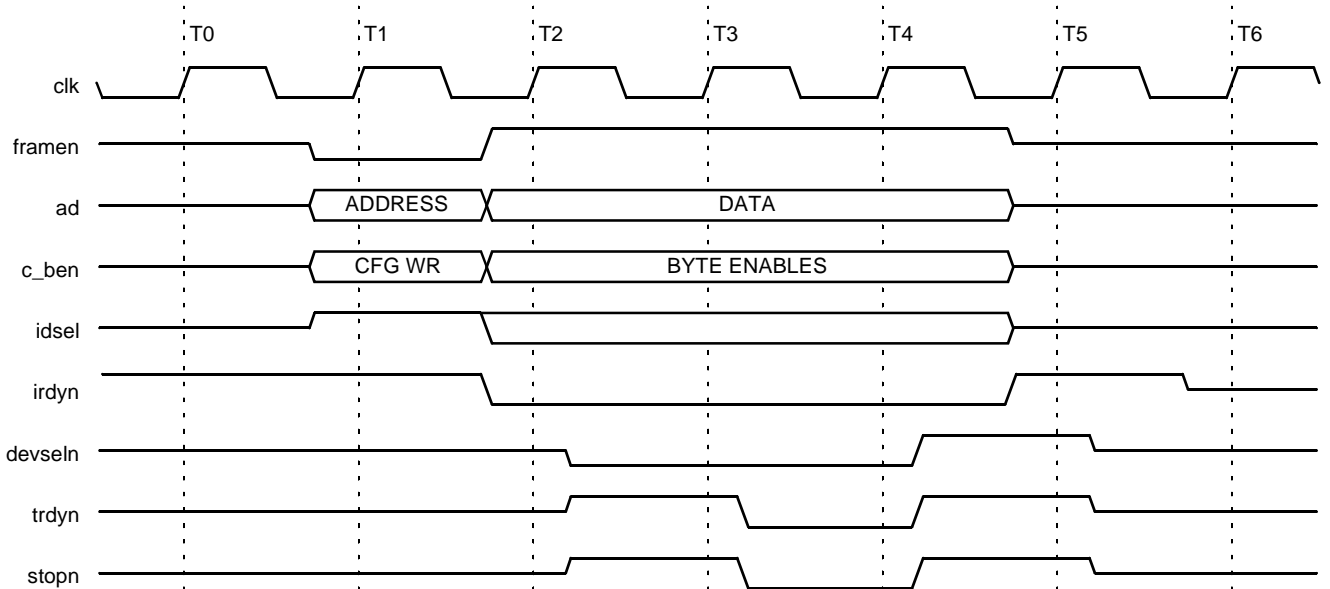 T0 T1 T2 T3 T4 T5 T6
clk
framen
ad ADDRESS DATA
c_ben CFG WR BYTE ENABLES
idsel
irdyn
devseln
trdyn
stopn